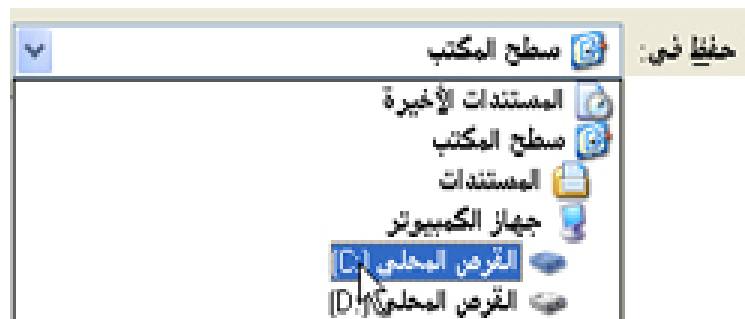 حفظ في: سطح المكتب
المستندات الأخيرة
سطح المكتب
المستندات
جهاز الكمبيوتر
القرص المحلي (C:)
القرص المحلي (D:)